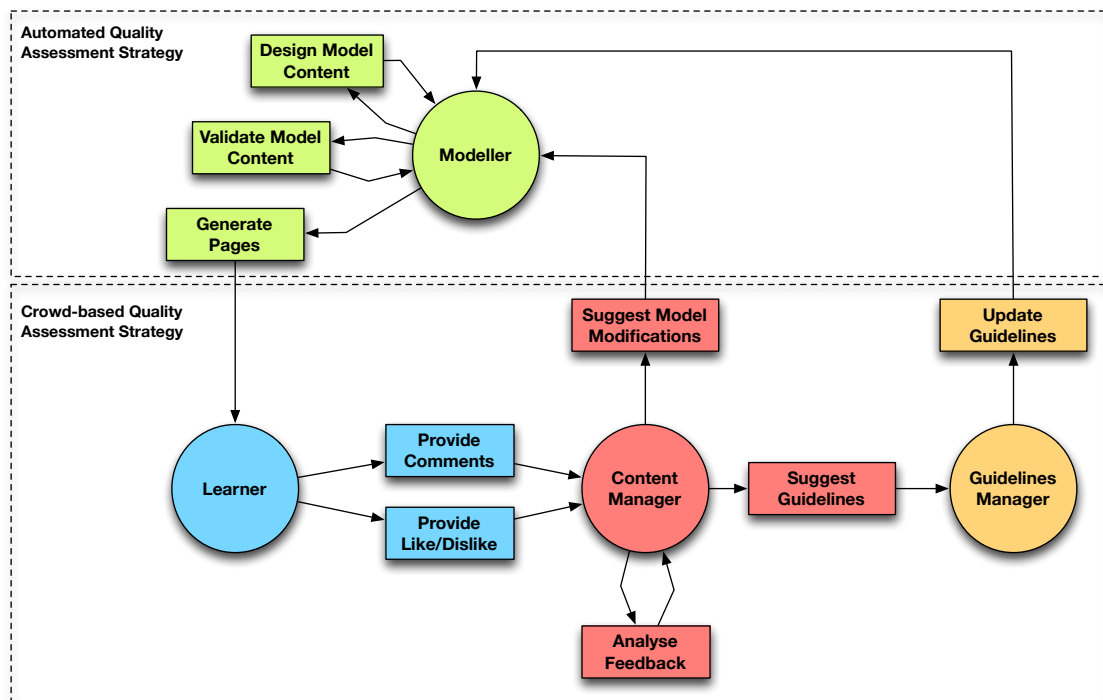 Automated Quality
Assessment Strategy
Design Model
Content
Validate Model
Content
Modeller
Generate
Pages
Crowd-based Quality
Assessment Strategy
Suggest Model
Modifications
Update
Guidelines
Learner
Provide
Comments
Provide
Like/Dislike
Content
Manager
Suggest
Guidelines
Guidelines
Manager
Analyse
Feedback